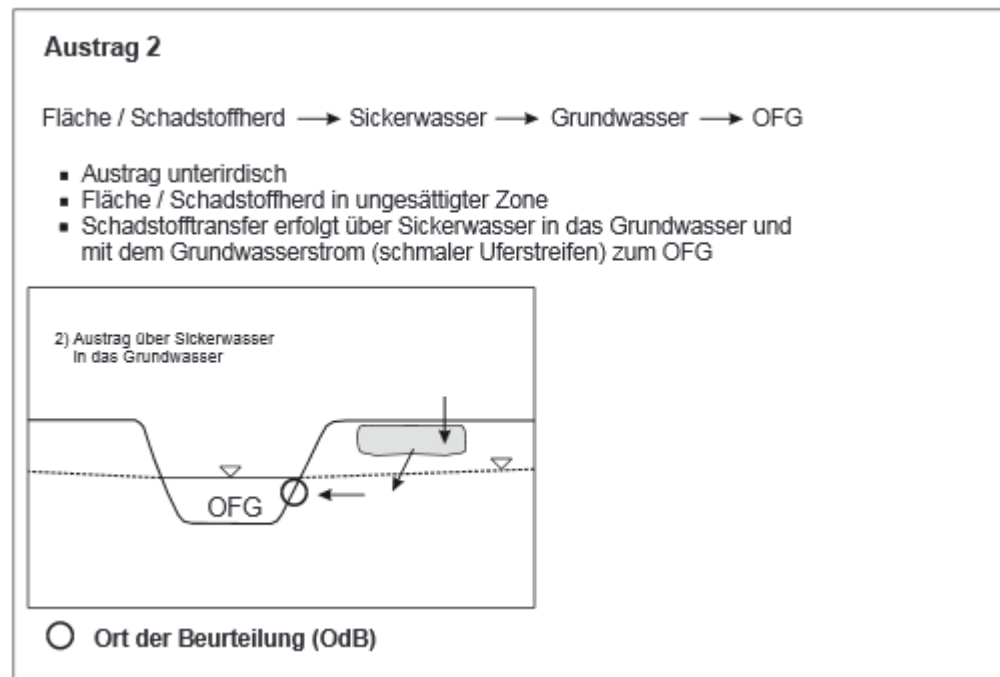 Austrag 2
Fläche / Schadstoffherd → Sickerwasser → Grundwasser → OFG
▪ Austrag unterirdisch
▪ Fläche / Schadstoffherd in ungesättigter Zone
▪ Schadstofftransfer erfolgt über Sickerwasser in das Grundwasser und
mit dem Grundwasserstrom (schmaler Uferstreifen) zum OFG
2) Austrag über Sickerwasser
in das Grundwasser
OFG
Ort der Beurteilung (OdB)